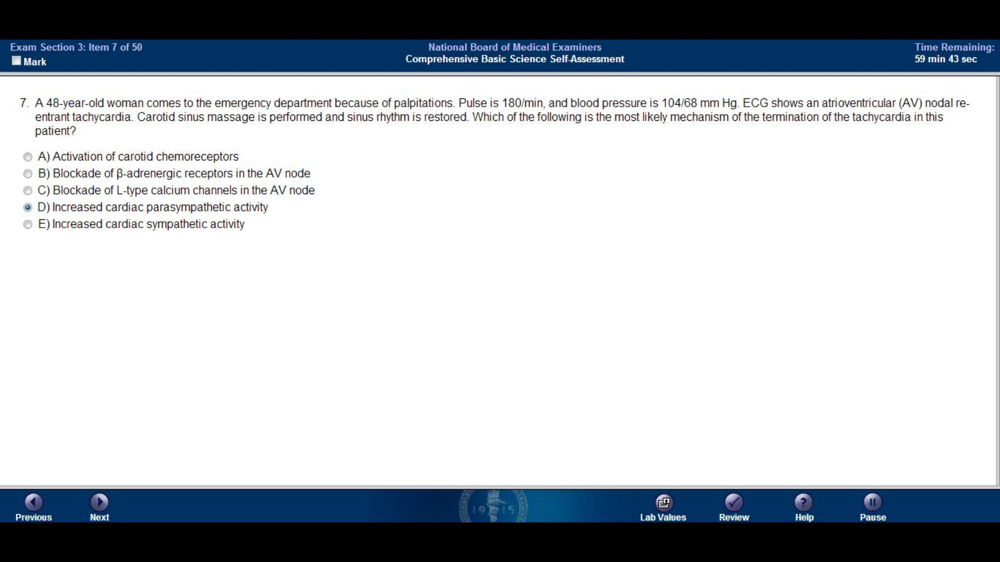 Exam Section 3: Item 7 of 50
National Board of Medical Examiners
Time Remaining:
Mark
Comprehensive Basic Science Self-Assessment
59 min 43 sec
7. A 48-year-old woman comes to the emergency department because of palpitations. Pulse is 180/min, and blood pressure is 104/68 mm Hg. ECG shows an atrioventricular (AV) nodal re-
entrant tachycardia. Carotid sinus massage is performed and sinus rhythm is restored. Which of the following is the most likely mechanism of the termination of the tachycardia in this
patient?
A) Activation of carotid chemoreceptors
B) Blockade of β-adrenergic receptors in the AV node
C) Blockade of L-type calcium channels in the AV node
D) Increased cardiac parasympathetic activity
E) Increased cardiac sympathetic activity
1915
Previous
Next
Lab Values
Review
Help
Pause